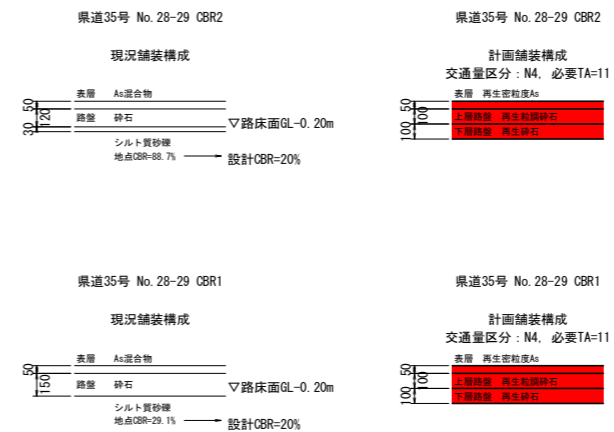 県道35号 No.28-29 CBR2
現況舗装構成
50
120
30
表層 As混合物
路盤 砕石
▽路床面GL-0.20m
シルト質砂礫
地点CBR=88.7%
設計CBR=20%
県道35号 No.28-29 CBR2
計画舗装構成
交通量区分：N4, 必要TA=11
50
100
100
表層 再生密粒度As
上層路盤 再生粒調砕石
下層路盤 再生砕石
県道35号 No.28-29 CBR1
現況舗装構成
50
150
表層 As混合物
路盤 砕石
▽路床面GL-0.20m
シルト質砂礫
地点CBR=29.1%
設計CBR=20%
県道35号 No.28-29 CBR1
計画舗装構成
交通量区分：N4, 必要TA=11
50
100
100
表層 再生密粒度As
上層路盤 再生粒調砕石
下層路盤 再生砕石